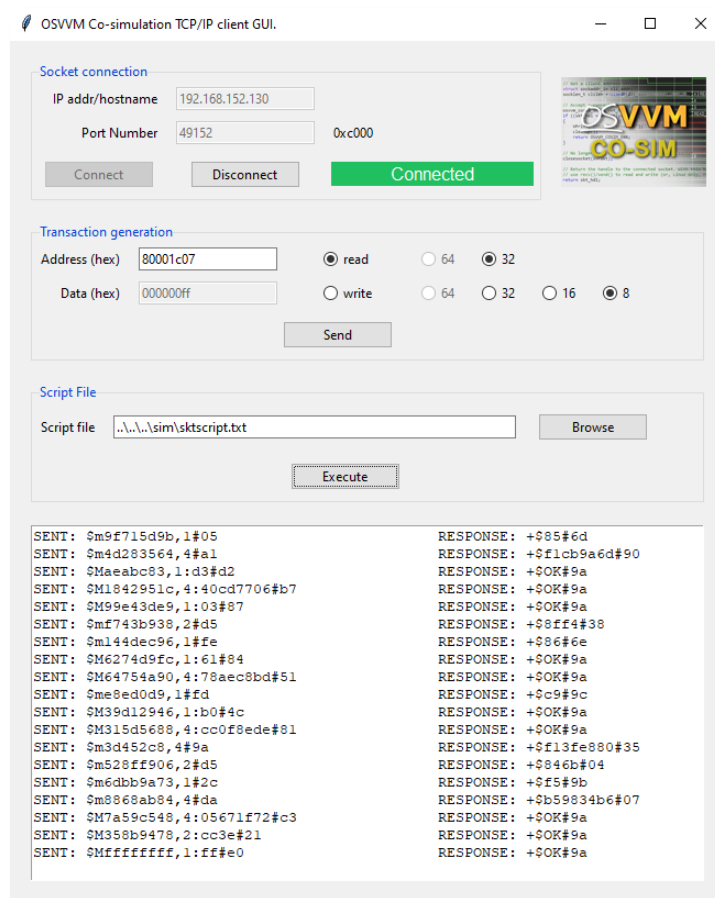 OSVVM Co-simulation TCP/IP client GUI.
Socket connection
IP addr/hostname 192.168.152.130
Port Number 49152 0xc000
Connect Disconnect Connected
OSVVM
CO-SIM
Transaction generation
Address (hex) 80001c07 read 64 32
Data (hex) 000000ff write 64 32 16 8
Send
Script File
Script file ..\..\..\sim\sktscript.txt Browse
Execute
SENT: $m9f715d9b,1#05 RESPONSE: +$85#6d
SENT: $m4d283564,4#a1 RESPONSE: +$f1cb9a6d#90
SENT: $Maeabc83,1:d3#d2 RESPONSE: +$OK#9a
SENT: $M1842951c,4:40cd7706#b7 RESPONSE: +$OK#9a
SENT: $M99e43de9,1:03#87 RESPONSE: +$OK#9a
SENT: $mf743b938,2#d5 RESPONSE: +$8ff4#38
SENT: $m144dec96,1#fe RESPONSE: +$86#6e
SENT: $M6274d9fc,1:61#84 RESPONSE: +$OK#9a
SENT: $M64754a90,4:78aec8bd#51 RESPONSE: +$OK#9a
SENT: $me8ed0d9,1#fd RESPONSE: +$c9#9c
SENT: $M39d12946,1:b0#4c RESPONSE: +$OK#9a
SENT: $M315d5688,4:cc0f8ede#81 RESPONSE: +$OK#9a
SENT: $m3d452c8,4#9a RESPONSE: +$f13fe880#35
SENT: $m528ff906,2#d5 RESPONSE: +$846b#04
SENT: $m6dbb9a73,1#2c RESPONSE: +$f5#9b
SENT: $m8868ab84,4#da RESPONSE: +$b59834b6#07
SENT: $M7a59c548,4:05671f72#c3 RESPONSE: +$OK#9a
SENT: $M358b9478,2:cc3e#21 RESPONSE: +$OK#9a
SENT: $Mffffffff,1:ff#e0 RESPONSE: +$OK#9a